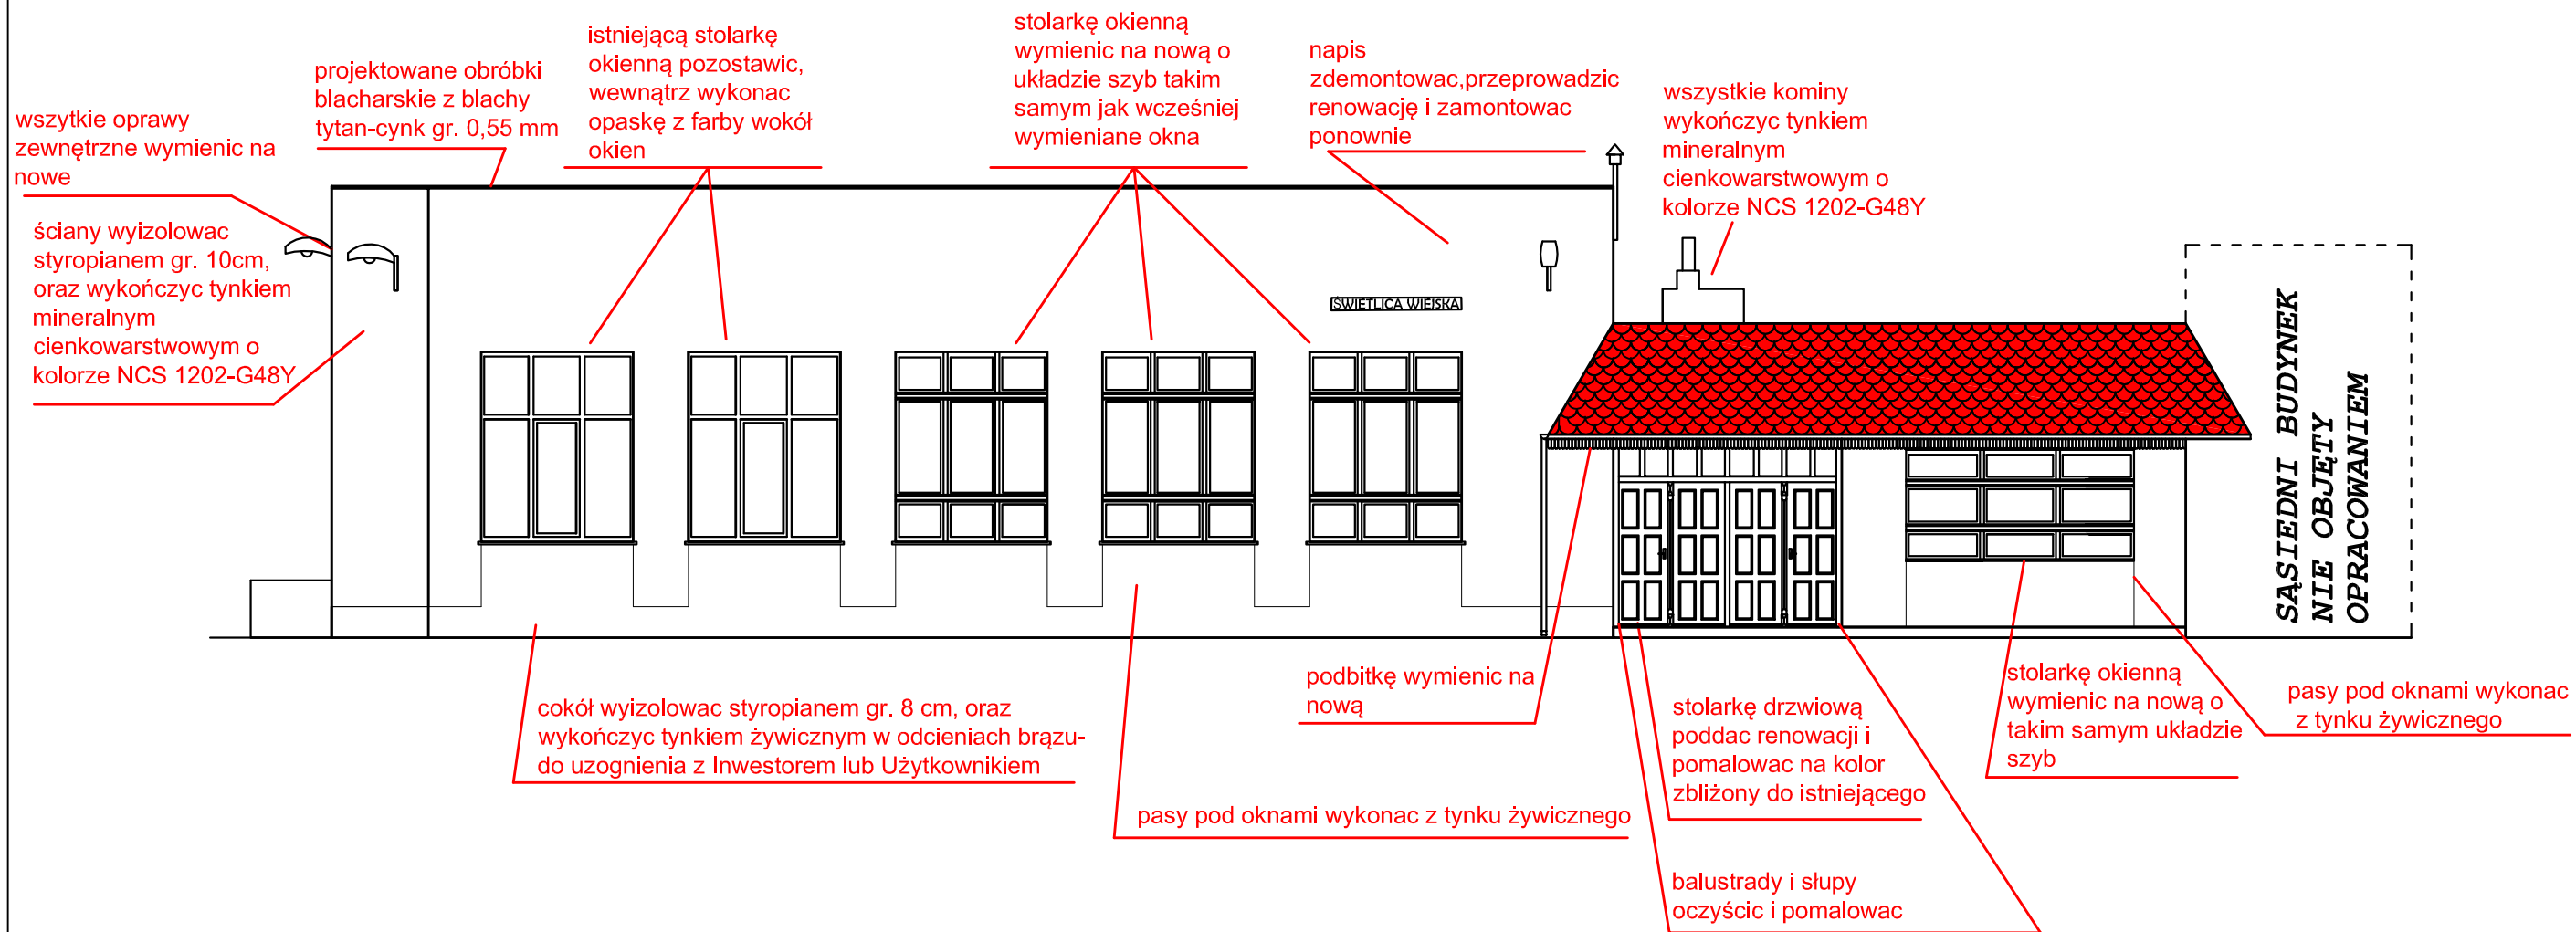 wszytkie oprawy
zewnętrzne wymienic na
nowe
projektowane obróbki
blacharskie z blachy
tytan-cynk gr. 0,55 mm
istniejącą stolarkę
okienną pozostawic,
wewnątrz wykonac
opaskę z farby wokół
okien
stolarkę okienną
wymienic na nową o
układzie szyb takim
samym jak wcześniej
wymieniane okna
napis
zdemontowac,przeprowadzic
renowację i zamontowac
ponownie
wszystkie kominy
wykończyc tynkiem
mineralnym
cienkowarstwowym o
kolorze NCS 1202-G48Y
ściany wyizolowac
styropianem gr. 10cm,
oraz wykończyc tynkiem
mineralnym
cienkowarstwowym o
kolorze NCS 1202-G48Y
ŚWIETLICA WIEJSKA
SĄSIEDNI BUDYNEK
NIE OBJĘTY
OPRACOWANIEM
cokół wyizolowac styropianem gr. 8 cm, oraz
wykończyc tynkiem żywicznym w odcieniach brązu-
do uzognienia z Inwestorem lub Użytkownikiem
pasy pod oknami wykonac z tynku żywicznego
podbitkę wymienic na
nową
stolarkę drzwiową
poddac renowacji i
pomalowac na kolor
zbliżony do istniejącego
balustrady i słupy
oczyścic i pomalowac
stolarkę okienną
wymienic na nową o
takim samym układzie
szyb
pasy pod oknami wykonac
z tynku żywicznego